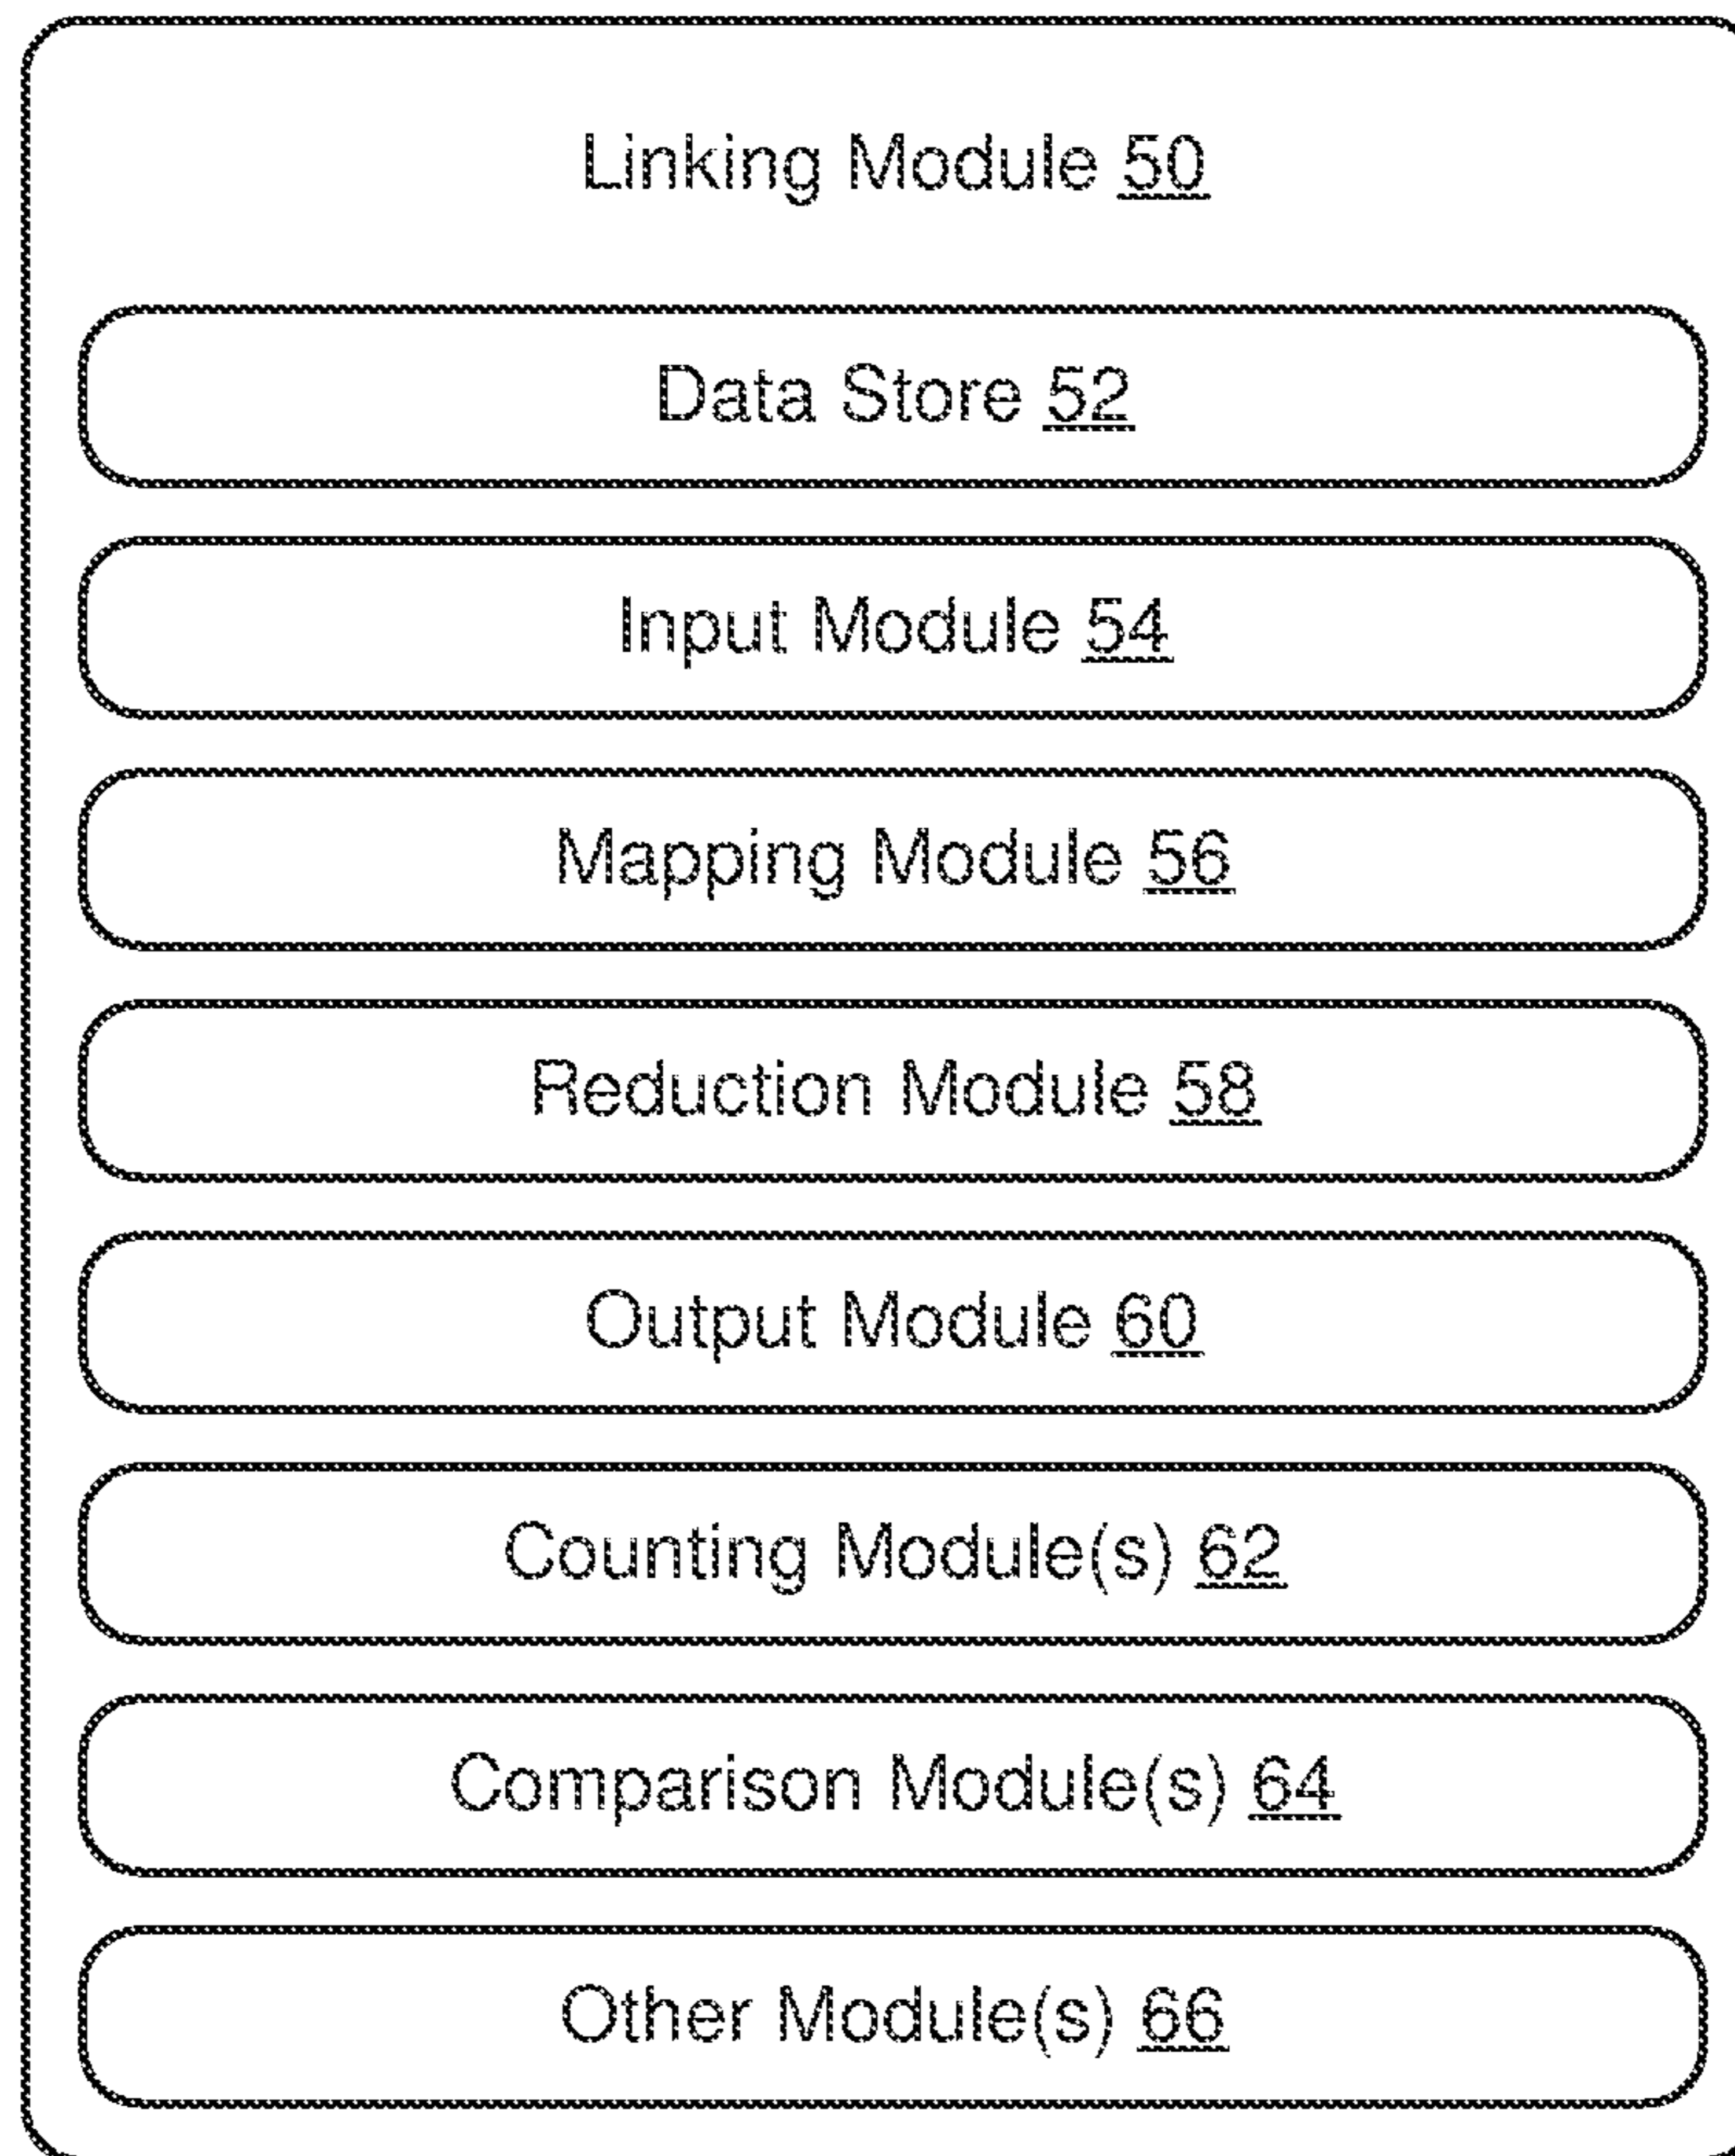 Linking Module 50
Data Store 52
Input Module 54
Mapping Module 56
Reduction Module 58
Output Module 60
Counting Module(s) 62
Comparison Module(s) 64
Other Module(s) 66